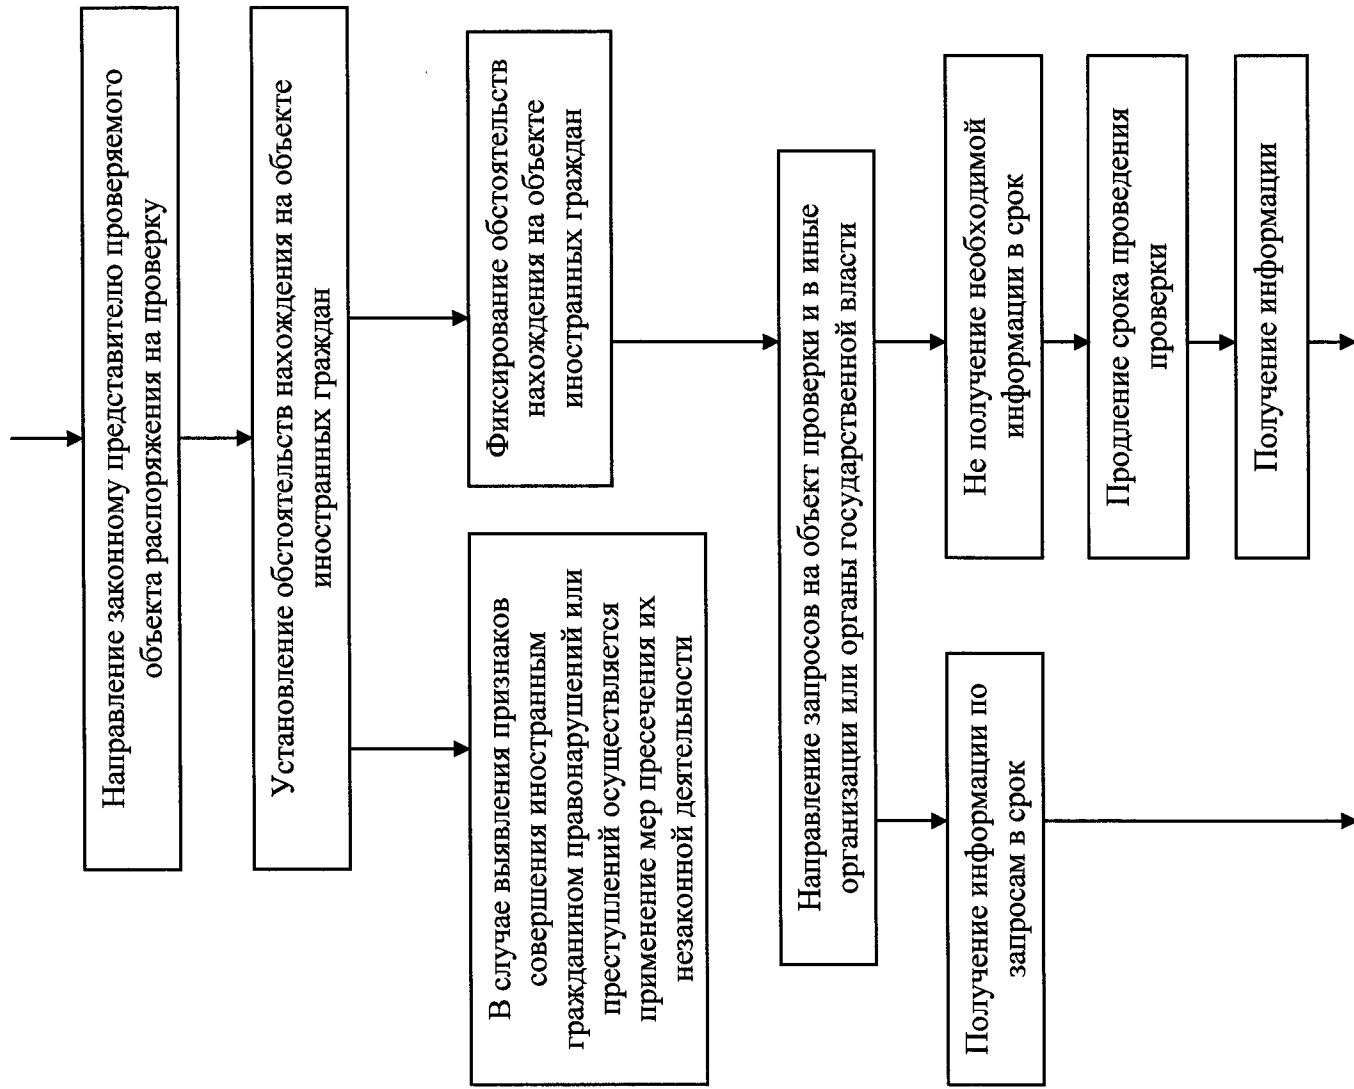 Направление законному представителю проверяемого
объекта распоряжения на проверку
Установление обстоятельств нахождения на объекте
иностранных граждан
В случае выявления признаков
совершения иностранным
гражданином правонарушений или
преступлений осуществляется
применение мер пресечения их
незаконной деятельности
Фиксирование обстоятельств
нахождения на объекте
иностранных граждан
Направление запросов на объект проверки и в иные
организации или органы государственной власти
Получение информации по
запросам в срок
Не получение необходимой
информации в срок
Продление срока проведения
проверки
Получение информации